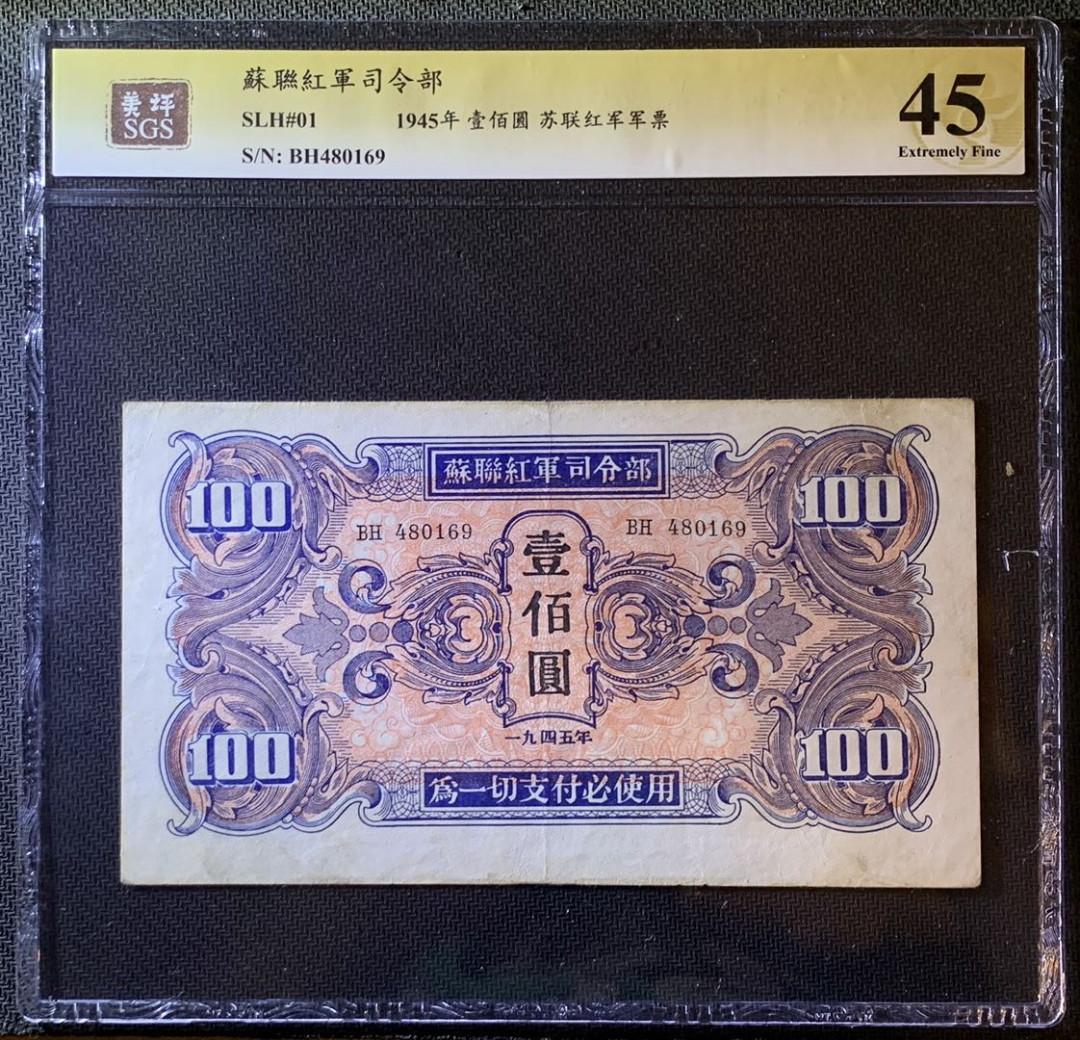 蘇聯紅軍司令部
美评
SGS
SLH#01 1945年 壹佰圓 苏联红军军票
S/N: BH480169
45
Extremely Fine
蘇聯紅軍司令部
100
100
BH 480169
BH 480169
壹佰圓
一九四五年
100
100
爲一切支付必使用